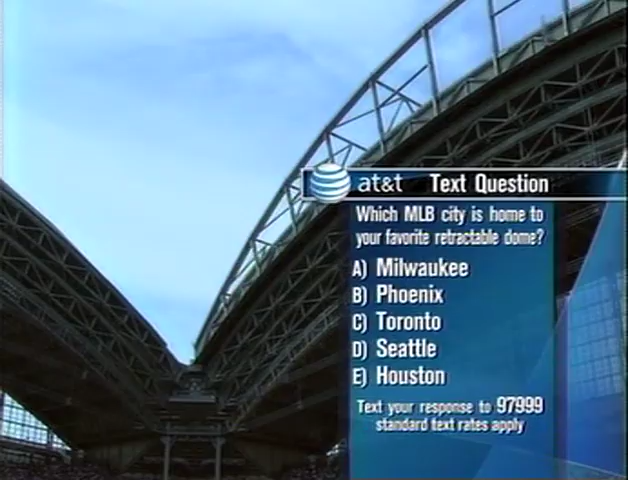 at&t Text Question
Which MLB city is home to
your favorite retractable dome?
A) Milwaukee
B) Phoenix
C) Toronto
D) Seattle
E) Houston
Text your response to 97999
standard text rates apply